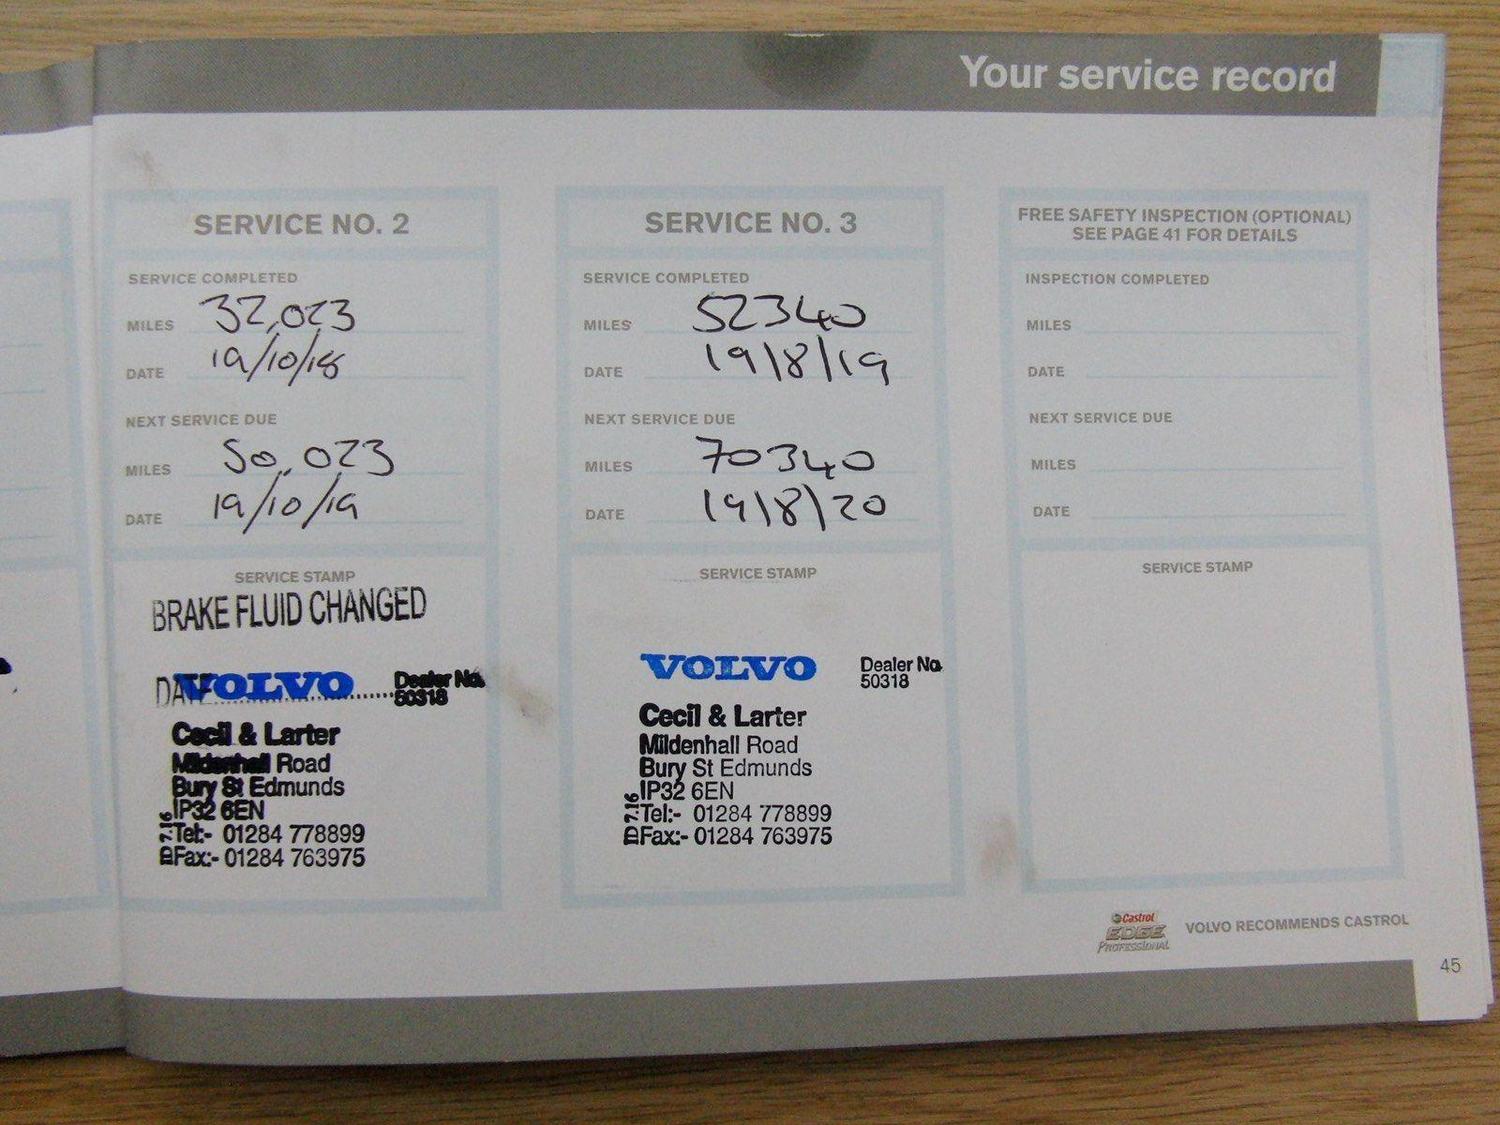 Your service record
SERVICE NO. 2
SERVICE COMPLETED
MILES 32,023
DATE 19/10/18
NEXT SERVICE DUE
MILES 50,023
DATE 19/10/19
SERVICE STAMP
BRAKE FLUID CHANGED
DATE VOLVO Dealer No.
50318
Cecil & Larter
Mildenhall Road
Bury St Edmunds
IP32 6EN
Tel:- 01284 778899
Fax:- 01284 763975
SERVICE NO. 3
SERVICE COMPLETED
MILES 52340
DATE 19/8/19
NEXT SERVICE DUE
MILES 70340
DATE 19/8/20
SERVICE STAMP
VOLVO Dealer No.
50318
Cecil & Larter
Mildenhall Road
Bury St Edmunds
IP32 6EN
Tel:- 01284 778899
Fax:- 01284 763975
FREE SAFETY INSPECTION (OPTIONAL)
SEE PAGE 41 FOR DETAILS
INSPECTION COMPLETED
MILES
DATE
NEXT SERVICE DUE
MILES
DATE
SERVICE STAMP
Castrol
EDGE
PROFESSIONAL
VOLVO RECOMMENDS CASTROL
45